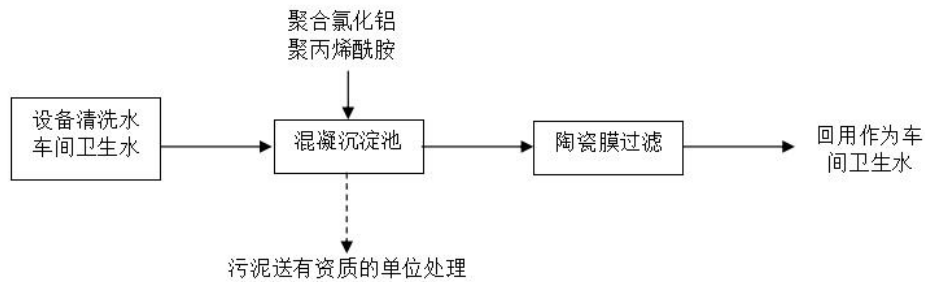 聚合氯化铝
聚丙烯酰胺
设备清洗水
车间卫生水
混凝沉淀池
陶瓷膜过滤
回用作为车
间卫生水
污泥送有资质的单位处理